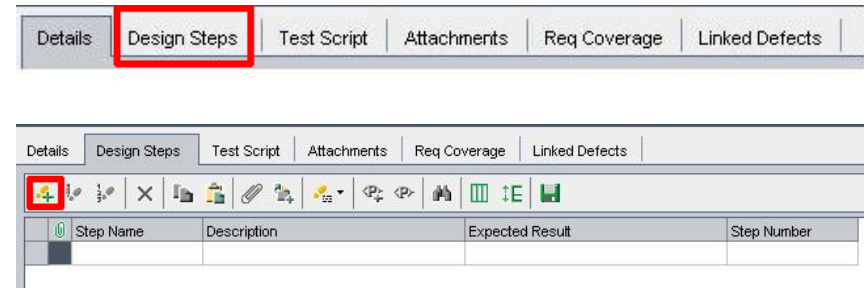 Details Design Steps Test Script Attachments Req Coverage Linked Defects
Details Design Steps Test Script Attachments Req Coverage Linked Defects
Step Name Description Expected Result Step Number